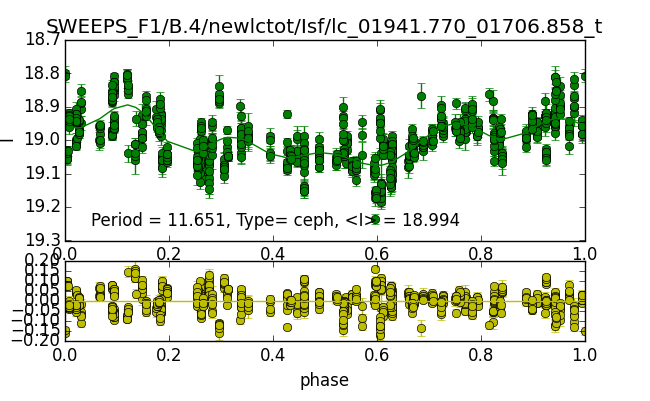 SWEEPS_F1/B.4/newlctot/Isf/lc_01941.770_01706.858_t
18.7
18.8
18.9
19.0
19.1
19.2
19.3
I
Period = 11.651, Type= ceph, <I> = 18.994
0.0 0.2 0.4 0.6 0.8 1.0
0.20
0.15
0.10
0.05
0.00
−0.05
−0.10
−0.15
−0.20
0.0 0.2 0.4 0.6 0.8 1.0
phase